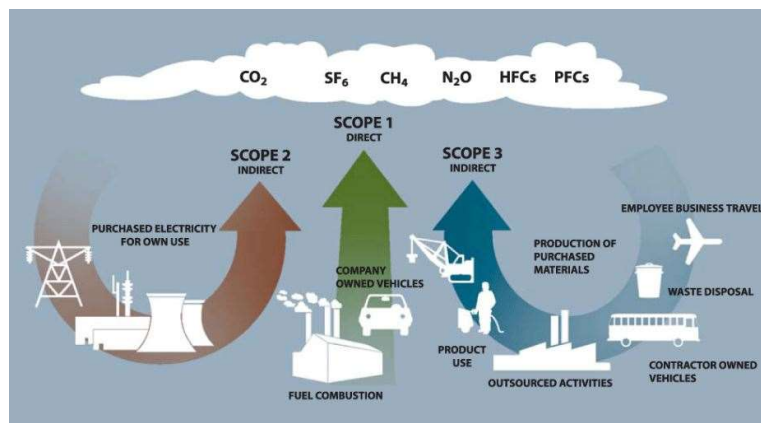 CO₂ SF₆ CH₄ N₂O HFCs PFCs
SCOPE 1
DIRECT
SCOPE 2
INDIRECT
SCOPE 3
INDIRECT
PURCHASED ELECTRICITY
FOR OWN USE
COMPANY
OWNED VEHICLES
FUEL COMBUSTION
EMPLOYEE BUSINESS TRAVEL
PRODUCTION OF
PURCHASED
MATERIALS
WASTE DISPOSAL
PRODUCT
USE
OUTSOURCED ACTIVITIES
CONTRACTOR OWNED
VEHICLES